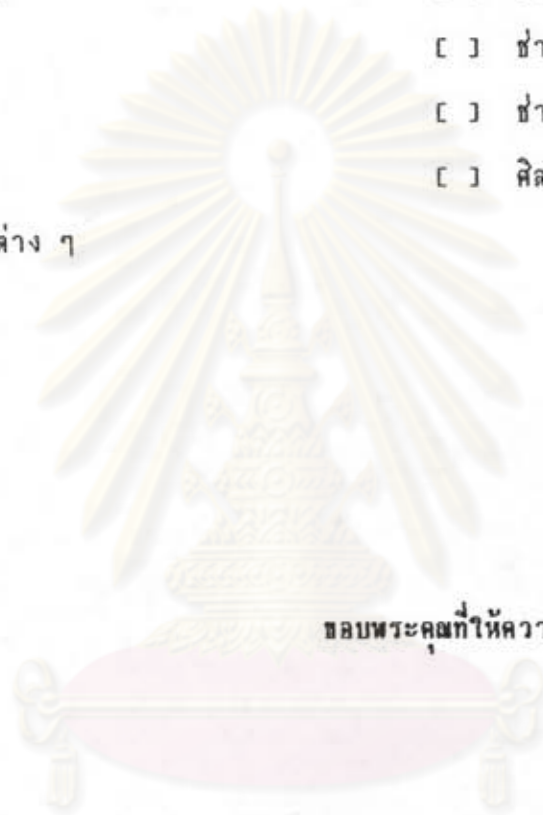 [ ] ช่า
[ ] ช่า
[ ] ศิล
ต่าง ๆ
ขอบพระคุณที่ให้ควา